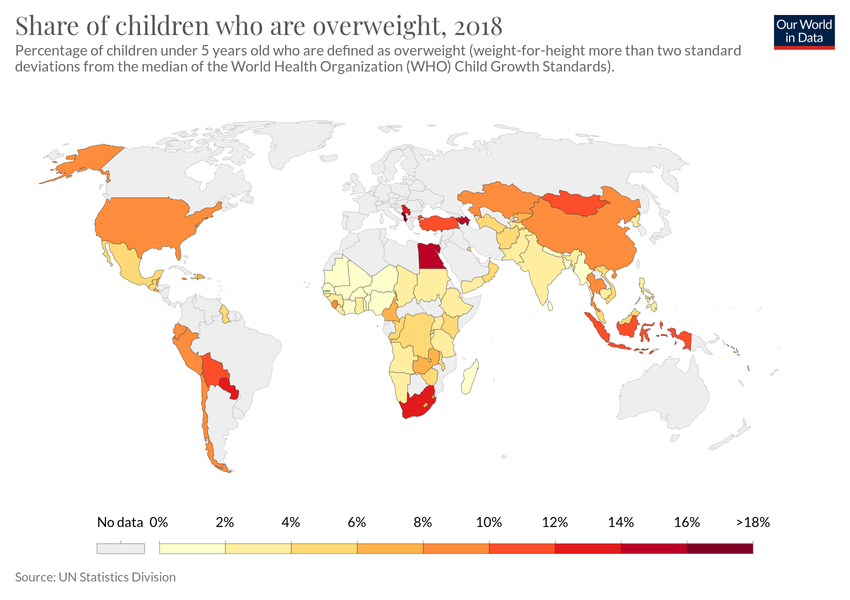 Share of children who are overweight, 2018
Our World
in Data
Percentage of children under 5 years old who are defined as overweight (weight-for-height more than two standard
deviations from the median of the World Health Organization (WHO) Child Growth Standards).
No data 0% 2% 4% 6% 8% 10% 12% 14% 16% >18%
Source: UN Statistics Division